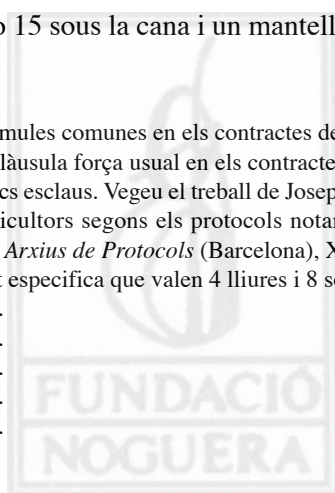 o 15 sous la cana i un mantell
mules comunes en els contractes de
làusula força usual en els contracte
cs esclaus. Vegeu el treball de Josep
icultors segons els protocols notar
Arxius de Protocols (Barcelona), X
t especifica que valen 4 lliures i 8 so
.
.
.
.
.
FUNDACIÓ
NOGUERA